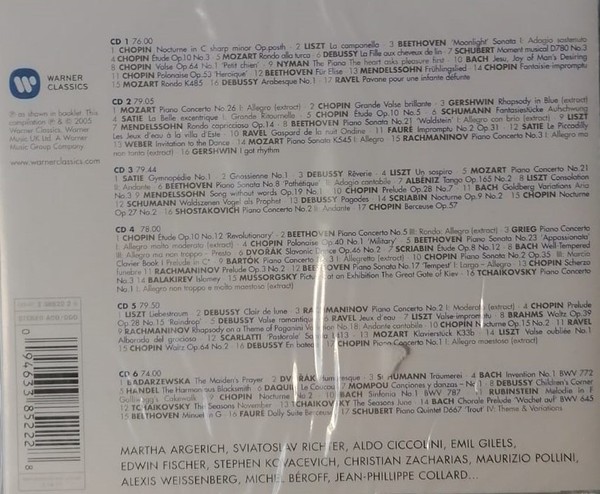 WARNER
CLASSICS
℗ as shown in booklet. This
compilation ℗ & © 2005
Warner Classics, Warner
Music UK Ltd. A Warner
Music Group Company.
www.warnerclassics.com
CD 1 76.00
1 CHOPIN Nocturne in C sharp minor Op.posth · 2 LISZT La campanella · 3 BEETHOVEN 'Moonlight' Sonata I: Adagio sostenuto
4 CHOPIN Étude Op.10 No.3 · 5 MOZART Rondo alla turca · 6 DEBUSSY La Fille aux cheveux de lin · 7 SCHUBERT Moment musical D780 No.3
8 CHOPIN Valse Op.64 No.1 'Petit chien' · 9 NYMAN The Piano The heart asks pleasure first · 10 BACH Jesu, Joy of Man's Desiring
11 CHOPIN Polonaise Op.53 'Heroique' · 12 BEETHOVEN Für Elise · 13 MENDELSSOHN Frühlingslied · 14 CHOPIN Fantaisie-impromptu
15 MOZART Rondo K485 · 16 DEBUSSY Arabesque No.1 · 17 RAVEL Pavane pour une infante défunte
CD 2 79.05
1 MOZART Piano Concerto No.26 I: Allegro (extract) · 2 CHOPIN Grande Valse brillante · 3 GERSHWIN Rhapsody in Blue (extract)
4 SATIE La Belle excentrique I: Grande Ritournelle · 5 CHOPIN Étude Op.10 No.5 · 6 SCHUMANN Fantasiestücke Aufschwung
7 MENDELSSOHN Rondo capriccioso Op.14 · 8 BEETHOVEN Piano Sonata No.21 'Waldstein' I: Allegro con brio (extract) · 9 LISZT
Les Jeux d'eau à la villa d'Este · 10 RAVEL Gaspard de la nuit Ondine · 11 FAURÉ Impromptu No.2 Op.31 · 12 SATIE Le Piccadilly
13 WEBER Invitation to the Dance · 14 MOZART Piano Sonata K545 I: Allegro · 15 RACHMANINOV Piano Concerto No.3 I: Allegro ma
non tanto (extract) · 16 GERSHWIN I got rhythm
CD 3 79.44
1 SATIE Gymnopédie No.1 · 2 Gnossienne No.1 · 3 DEBUSSY Rêverie · 4 LISZT Un sospiro · 5 MOZART Piano Concerto No.21
II: Andante · 6 BEETHOVEN Piano Sonata No.8 'Pathétique' II: Adagio cantabile · 7 ALBÉNIZ Tango Op.165 No.2 · 8 LISZT Consolation
No.3 · 9 MENDELSSOHN Song without words Op.19 No.1 · 10 CHOPIN Prelude Op.28 No.7 · 11 BACH Goldberg Variations Aria
12 SCHUMANN Waldszenen Vogel als Prophet · 13 DEBUSSY Pagodes · 14 SCRIABIN Nocturne Op.9 No.2 · 15 CHOPIN Nocturne
Op 27 No.2 · 16 SHOSTAKOVICH Piano Concerto No.2 II: Andante · 17 CHOPIN Berceuse Op.57
CD 4 78.00
1 CHOPIN Étude Op.10 No.12 'Revolutionary' · 2 BEETHOVEN Piano Concerto No.5 III: Rondo: Allegro (extract) · 3 GRIEG Piano Concerto
I: Allegro molto moderato (extract) · 4 CHOPIN Polonaise Op.40 No.1 'Military' · 5 BEETHOVEN Piano Sonata No.23 'Appassionata'
III: Allegro ma non troppo – Presto · 6 DVOŘÁK Slavonic Dance Op.46 No.2 · 7 SCRIABIN Étude Op.8 No.12 · 8 BACH Well-Tempered
Clavier Book I Prelude in C · 9 BARTÓK Piano Concerto No.3 I: Allegretto (extract) · 10 CHOPIN Piano Sonata No.2 Op.35 III: Marcia
funebre · 11 RACHMANINOV Prelude Op.3 No.2 · 12 BEETHOVEN Piano Sonata No.17 'Tempest' I: Largo – Allegro · 13 CHOPIN Scherzo
No.3 · 14 BALAKIREV Islamey · 15 MUSSORGSKY Pictures at an Exhibition The Great Gate of Kiev · 16 TCHAIKOVSKY Piano Concerto
No.1 I: Allegro non troppo e molto maestoso (extract)
CD 5 79.50
1 LISZT Liebestraum · 2 DEBUSSY Clair de lune · 3 RACHMANINOV Piano Concerto No.2 I: Moderato (extract) · 4 CHOPIN Prelude
Op.28 No.15 'Raindrop' · 5 DEBUSSY Valse romantique · 6 RAVEL Jeux d'eau · 7 LISZT Valse-impromptu · 8 BRAHMS Waltz Op.39
9 RACHMANINOV Rhapsody on a Theme of Paganini Variation No.18: Andante cantabile · 10 CHOPIN Nocturne Op.15 No.2 · 11 RAVEL
Alborada del gracioso · 12 SCARLATTI 'Pastorale' Sonata · 13 MOZART Klavierstück K33b · 14 LISZT Valse oubliée No.1
15 CHOPIN Waltz Op.64 No.2 · 16 DEBUSSY En bateau · 17 CHOPIN Piano Concerto No.1 I: Allegro maestoso (extract)
CD 6 74.00
1 BADARZEWSKA The Maiden's Prayer · 2 DVOŘÁK Humoresque · 3 SCHUMANN Träumerei · 4 BACH Invention No.1 BWV 772
5 HANDEL The Harmonious Blacksmith · 6 DAQUIN Le Coucou · 7 MOMPOU Canciones y danzas No.1 · 8 DEBUSSY Children's Corner
Golliwogg's Cakewalk · 9 CHOPIN Nocturne No.2 · 10 BACH Sinfonia No.1 BWV 787 · 11 RUBINSTEIN Melodie in F
12 TCHAIKOVSKY The Seasons November · 13 TCHAIKOVSKY The Seasons June · 14 BACH Chorale Prelude 'Wachet auf' BWV 645
15 BEETHOVEN Minuet in G · 16 FAURÉ Dolly Suite Berceuse · 17 SCHUBERT Piano Quintet D667 'Trout' IV: Theme & Variations
MARTHA ARGERICH, SVIATOSLAV RICHTER, ALDO CICCOLINI, EMIL GILELS,
EDWIN FISCHER, STEPHEN KOVACEVICH, CHRISTIAN ZACHARIAS, MAURIZIO POLLINI,
ALEXIS WEISSENBERG, MICHEL BÉROFF, JEAN-PHILIPPE COLLARD...
0 94633 85222 8